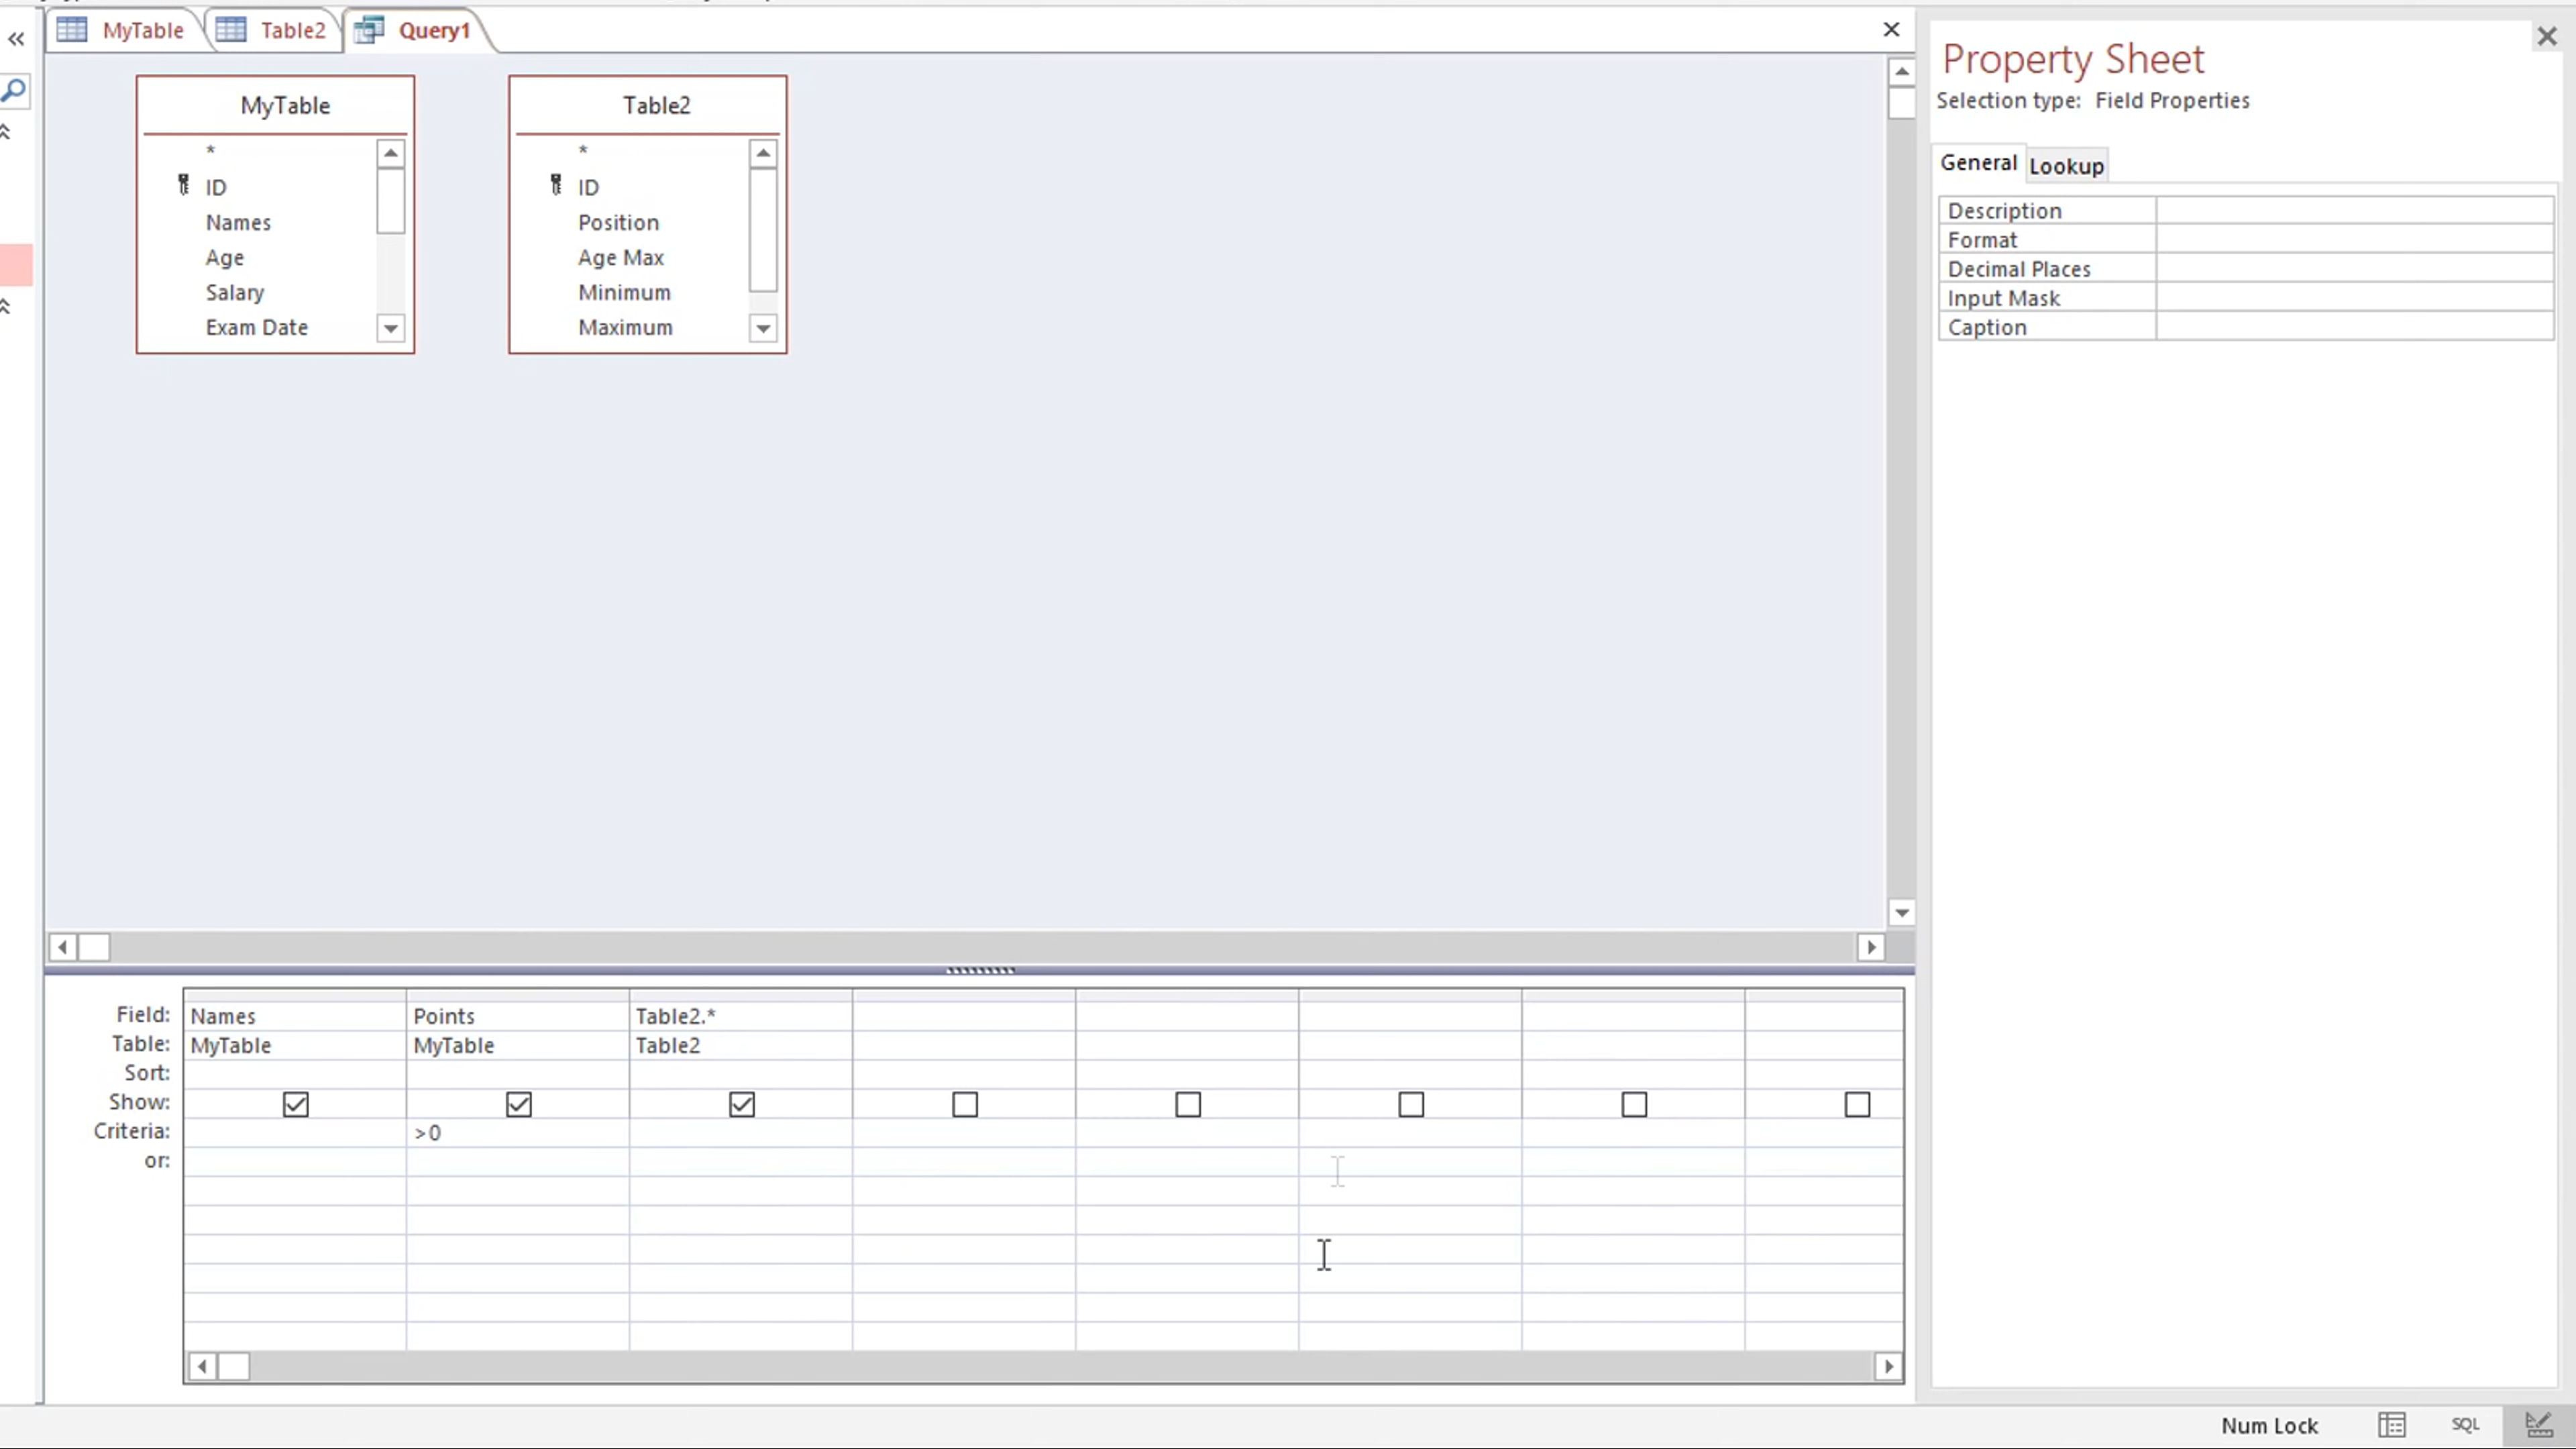 MyTable Table2 Query1
MyTable
*
ID
Names
Age
Salary
Exam Date
Table2
*
ID
Position
Age Max
Minimum
Maximum
Property Sheet
Selection type: Field Properties
General Lookup
Description
Format
Decimal Places
Input Mask
Caption
Field: Names Points Table2.*
Table: MyTable MyTable Table2
Sort:
Show:
Criteria: >0
or:
Num Lock SQL